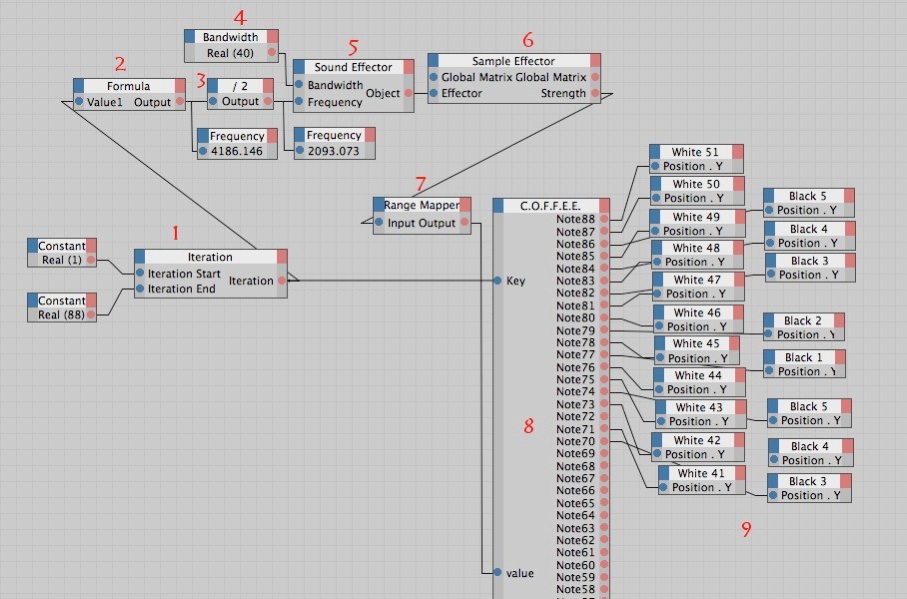 4
Bandwidth
Real (40)
5
6
2
3
Formula
Value1 Output
/ 2
Output
Sound Effector
Bandwidth
Object
Frequency
Sample Effector
Global Matrix Global Matrix
Effector Strength
Frequency
4186.146
Frequency
2093.073
7
Range Mapper
Input Output
1
Constant
Real (1)
Constant
Real (88)
Iteration
Iteration Start
Iteration
Iteration End
C.O.F.F.E.E.
Key
value
8
Note88
Note87
Note86
Note85
Note84
Note83
Note82
Note81
Note80
Note79
Note78
Note77
Note76
Note75
Note74
Note73
Note72
Note71
Note70
Note69
Note68
Note67
Note66
Note65
Note64
Note63
Note62
Note61
Note60
Note59
Note58
White 51
Position . Y
White 50
Position . Y
White 49
Position . Y
White 48
Position . Y
White 47
Position . Y
White 46
Position . Y
White 45
Position . Y
White 44
Position . Y
White 43
Position . Y
White 42
Position . Y
White 41
Position . Y
Black 5
Position . Y
Black 4
Position . Y
Black 3
Position . Y
Black 2
Position . Y
Black 1
Position . Y
Black 5
Position . Y
Black 4
Position . Y
Black 3
Position . Y
9